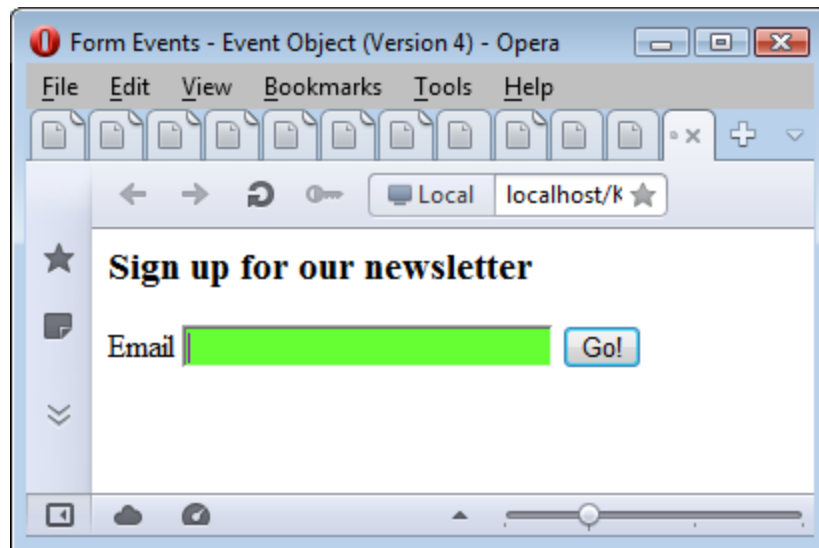 Form Events - Event Object (Version 4) - Opera
File Edit View Bookmarks Tools Help
Local localhost/K
Sign up for our newsletter
Email Go!